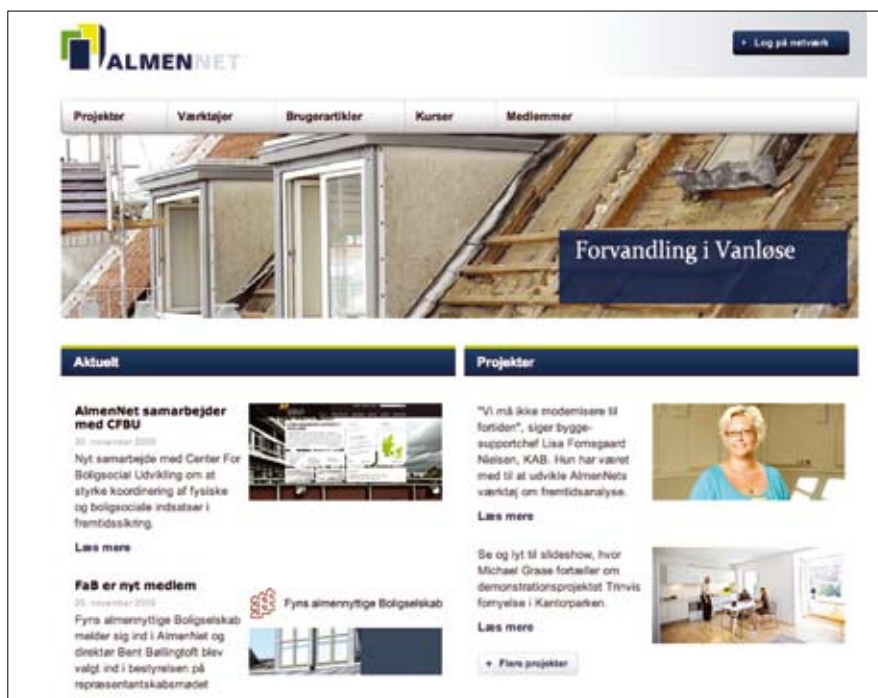 ALMENNET
Log på netværk
Projekter Værktøjer Brugerartikler Kurser Medlemmer
Forvandling i Vanløse
Aktuelt
AlmenNet samarbejder
med CFBU
30. november 2009
Nyt samarbejde med Center For
Boligsocial Udvikling om at
styrke koordinering af fysiske
og boligsociale indsatser i
fremtidssikring.
Læs mere
FaB er nyt medlem
november 2009
Fyns almennyttige Boligselskab
melder sig ind i AlmenNet og
direktør Bent Bøllingtoft blev
valgt ind i bestyrelsen på
repræsentantskabsmødet
Fyns almennyttige Boligselskab
Projekter
"Vi må ikke modernisere til
fortiden", siger bygge-
supportchef Lisa Fornsgaard
Nielsen, KAB. Hun har været
med til at udvikle AlmenNets
værktøj om fremtidsanalyse.
Læs mere
Se og lyt til slideshow, hvor
Michael Grase fortæller om
demonstrationsprojektet Trinvis
fornyelse i Kantorparken.
Læs mere
+ Flere projekter